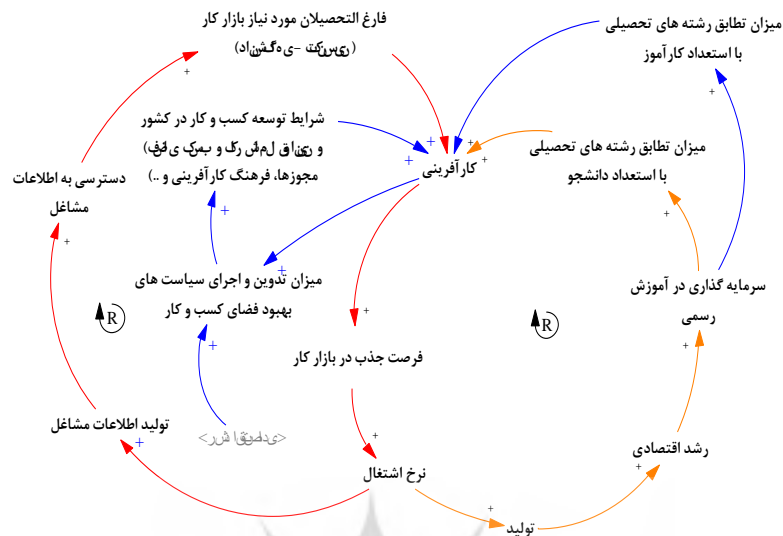 فارغ التحصیلان مورد نیاز بازار کار
میزان تطابق رشته های تحصیلی
با استعداد کارآموز
شرایط توسعه کسب و کار در کشور
مجوزها، فرهنگ کارآفرینی و ..)
میزان تطابق رشته های تحصیلی
با استعداد دانشجو
کارآفرینی
دسترسی به اطلاعات
مشاغل
میزان تدوین و اجرای سیاست های
بهبود فضای کسب و کار
سرمایه گذاری در آموزش
رسمی
R
R
فرصت جذب در بازار کار
تولید اطلاعات مشاغل
نرخ اشتغال
رشد اقتصادی
تولید